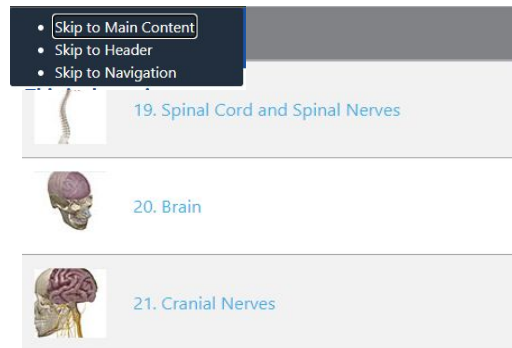 Skip to Main Content
Skip to Header
Skip to Navigation
19. Spinal Cord and Spinal Nerves
20. Brain
21. Cranial Nerves